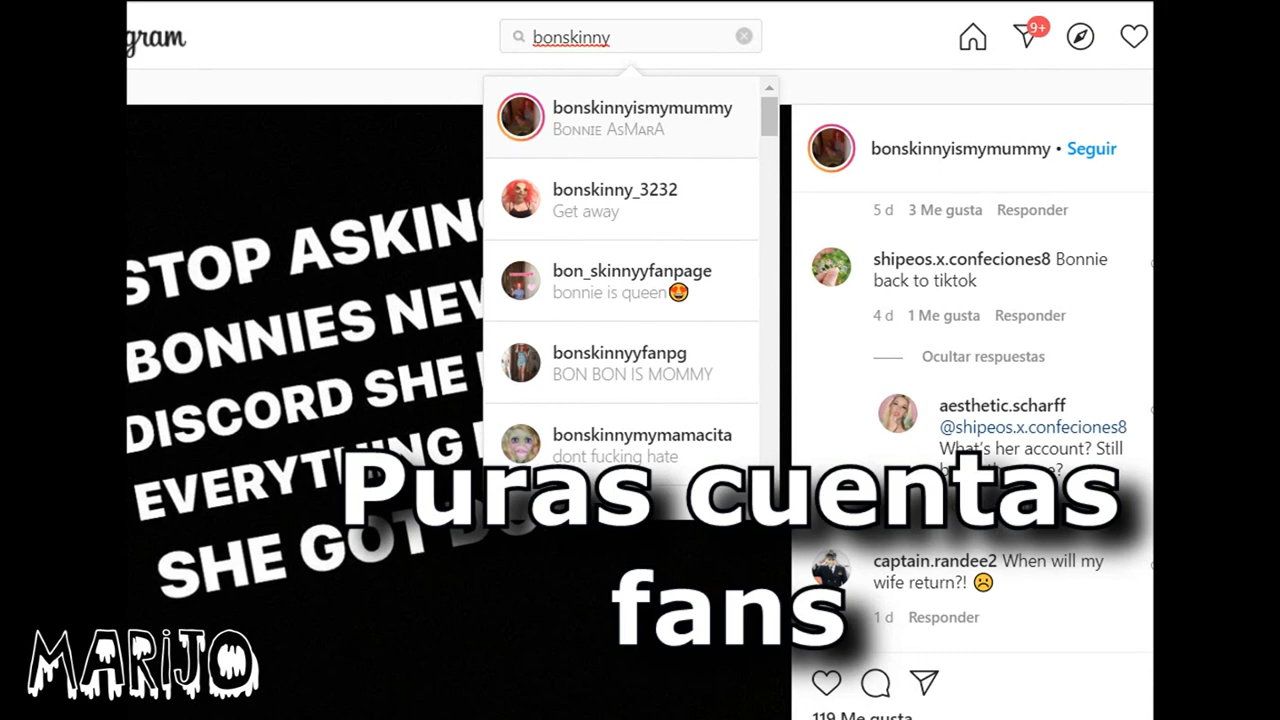 gram
bonskinny
9+
bonskinnyismymummy
Bonnie AsMarA
bonskinny_3232
Get away
bon_skinnyyfanpage
bonnie is queen😍
bonskinnyyfanpg
BON BON IS MOMMY
bonskinnymymamacita
dont fucking hate
STOP ASKING
BONNIES NEW
DISCORD SHE
EVERYTHING
SHE GOT
bonskinnyismymummy • Seguir
5 d 3 Me gusta Responder
shipeos.x.confeciones8 Bonnie
back to tiktok
4 d 1 Me gusta Responder
Ocultar respuestas
aesthetic.scharff
@shipeos.x.confeciones8
What's her account? Still
captain.randee2 When will my
wife return?! ☹️
1 d Responder
119 Me gusta
Puras cuentas
fans
MARiJO